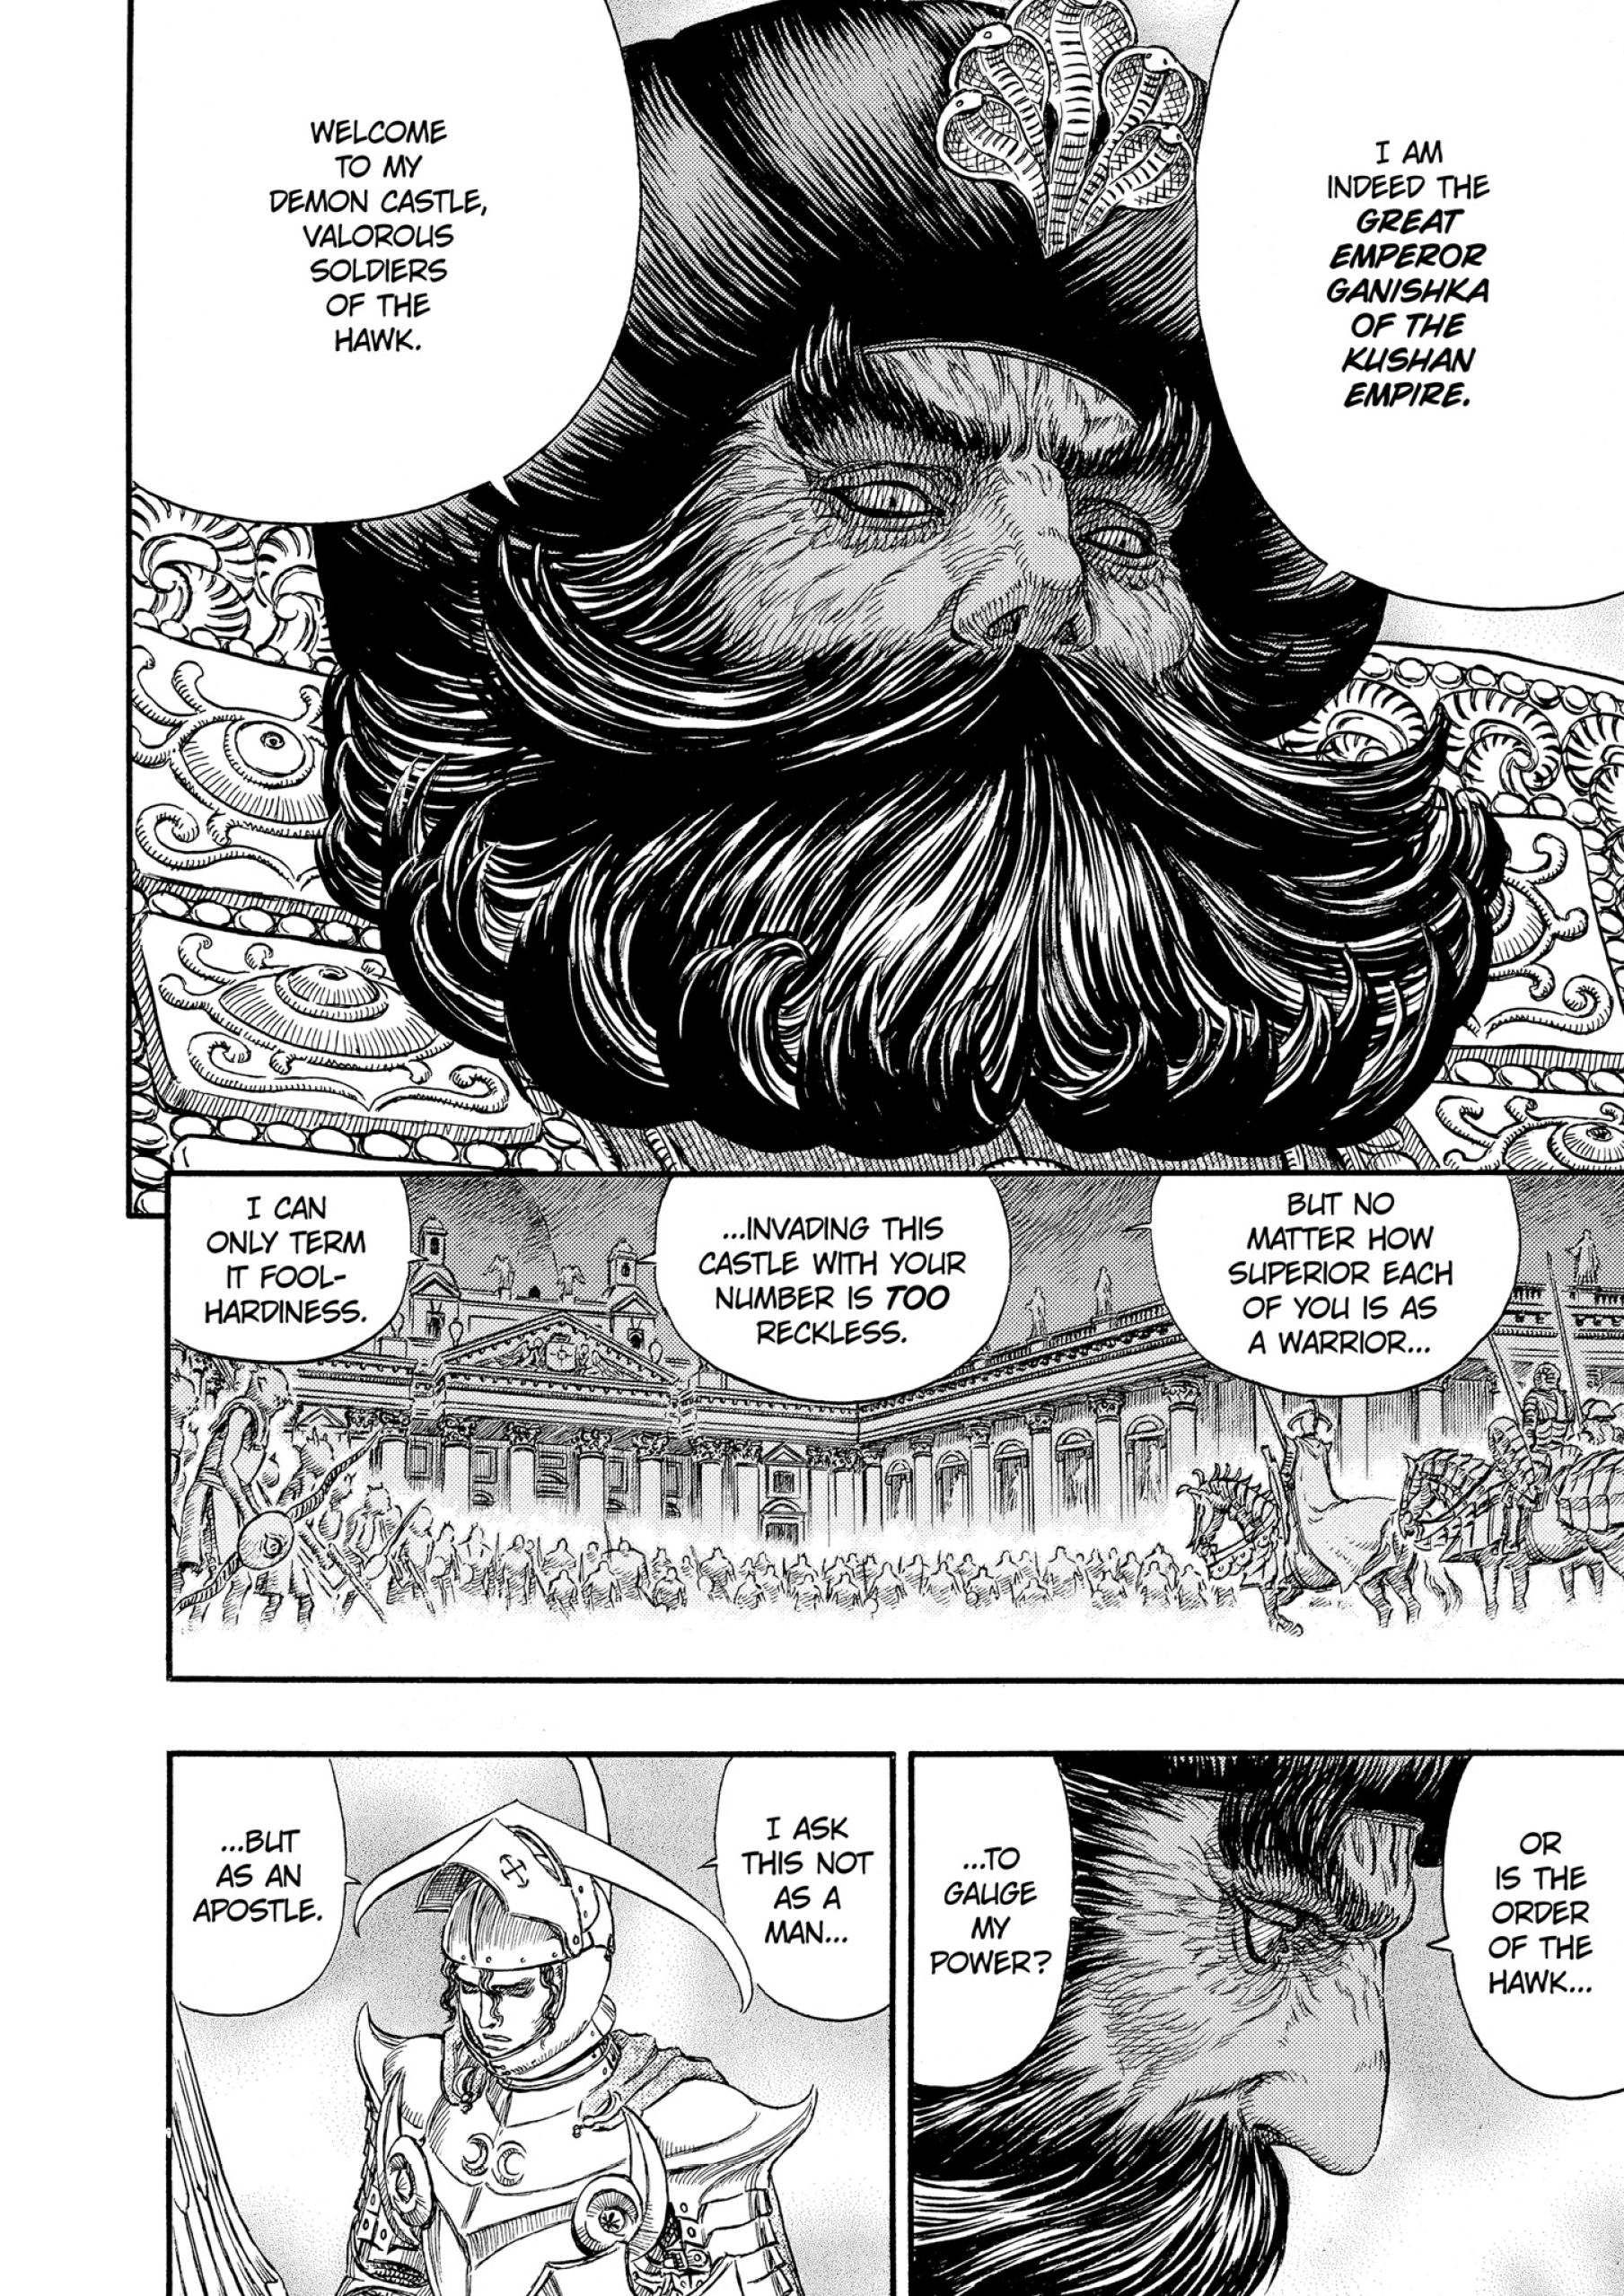 I AM
INDEED THE
GREAT
EMPEROR
GANISHKA
OF THE
KUSHAN
EMPIRE.
WELCOME
TO MY
DEMON CASTLE,
VALOROUS
SOLDIERS
OF THE
HAWK.
BUT NO
MATTER HOW
SUPERIOR EACH
OF YOU IS AS
A WARRIOR...
...INVADING THIS
CASTLE WITH YOUR
NUMBER IS TOO
RECKLESS.
I CAN
ONLY TERM
IT FOOL-
HARDINESS.
OR
IS THE
ORDER
OF THE
HAWK...
...TO
GAUGE
MY
POWER?
I ASK
THIS NOT
AS A
MAN...
...BUT
AS AN
APOSTLE.